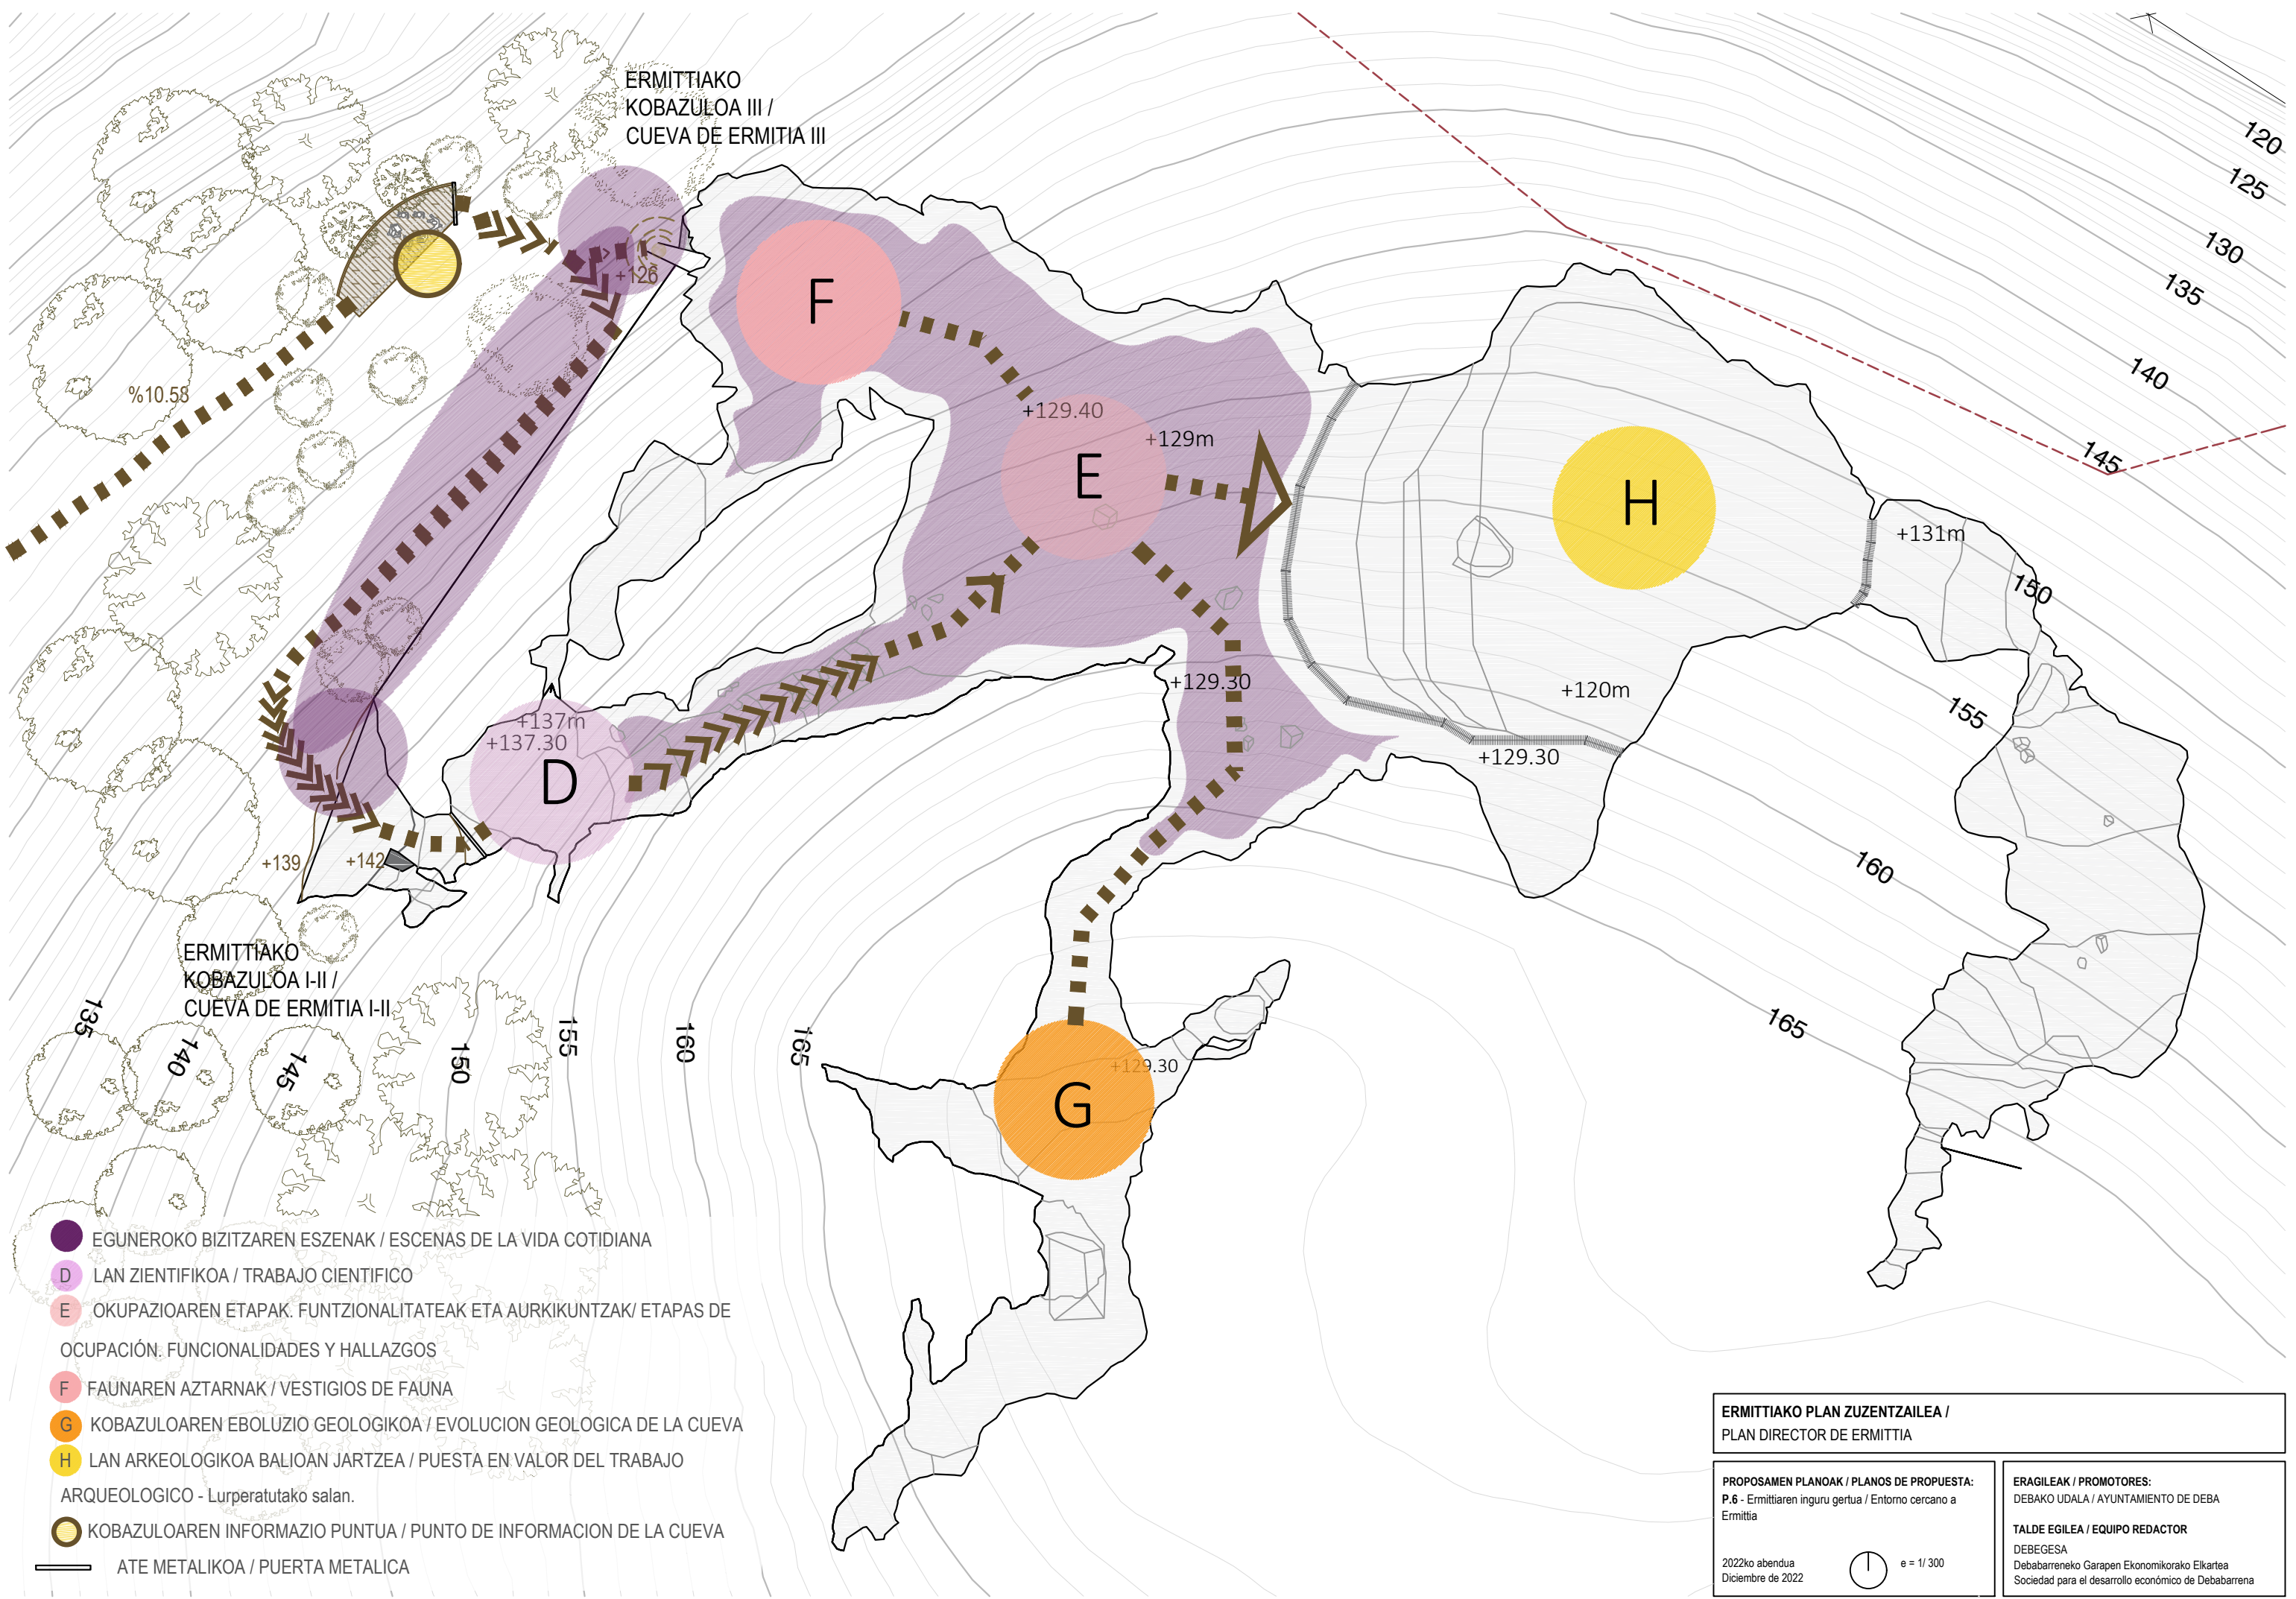 ERMITTIAKO
KOBAZULOA III /
CUEVA DE ERMITIA III
120
125
130
135
140
145
150
155
160
165
+126
%10.58
F
+129.40
+129m
E
H
+131m
+129.30
+120m
+129.30
+137m
+137.30
D
+139
+142
ERMITTIAKO
KOBAZULOA I-II /
CUEVA DE ERMITIA I-II
135
140
145
150
155
160
165
+129.30
G
EGUNEROKO BIZITZAREN ESZENAK / ESCENAS DE LA VIDA COTIDIANA
D LAN ZIENTIFIKOA / TRABAJO CIENTIFICO
E OKUPAZIOAREN ETAPAK. FUNTZIONALITATEAK ETA AURKIKUNTZAK/ ETAPAS DE
OCUPACIÓN. FUNCIONALIDADES Y HALLAZGOS
F FAUNAREN AZTARNAK / VESTIGIOS DE FAUNA
G KOBAZULOAREN EBOLUZIO GEOLOGIKOA / EVOLUCION GEOLOGICA DE LA CUEVA
H LAN ARKEOLOGIKOA BALIOAN JARTZEA / PUESTA EN VALOR DEL TRABAJO
ARQUEOLOGICO - Lurperatutako salan.
KOBAZULOAREN INFORMAZIO PUNTUA / PUNTO DE INFORMACION DE LA CUEVA
ATE METALIKOA / PUERTA METALICA
ERMITTIAKO PLAN ZUZENTZAILEA /
PLAN DIRECTOR DE ERMITTIA
PROPOSAMEN PLANOAK / PLANOS DE PROPUESTA:
P.6 - Ermittiaren inguru gertua / Entorno cercano a
Ermittia
2022ko abendua
Diciembre de 2022
e = 1/ 300
ERAGILEAK / PROMOTORES:
DEBAKO UDALA / AYUNTAMIENTO DE DEBA
TALDE EGILEA / EQUIPO REDACTOR
DEBEGESA
Debabarreneko Garapen Ekonomikorako Elkartea
Sociedad para el desarrollo económico de Debabarrena